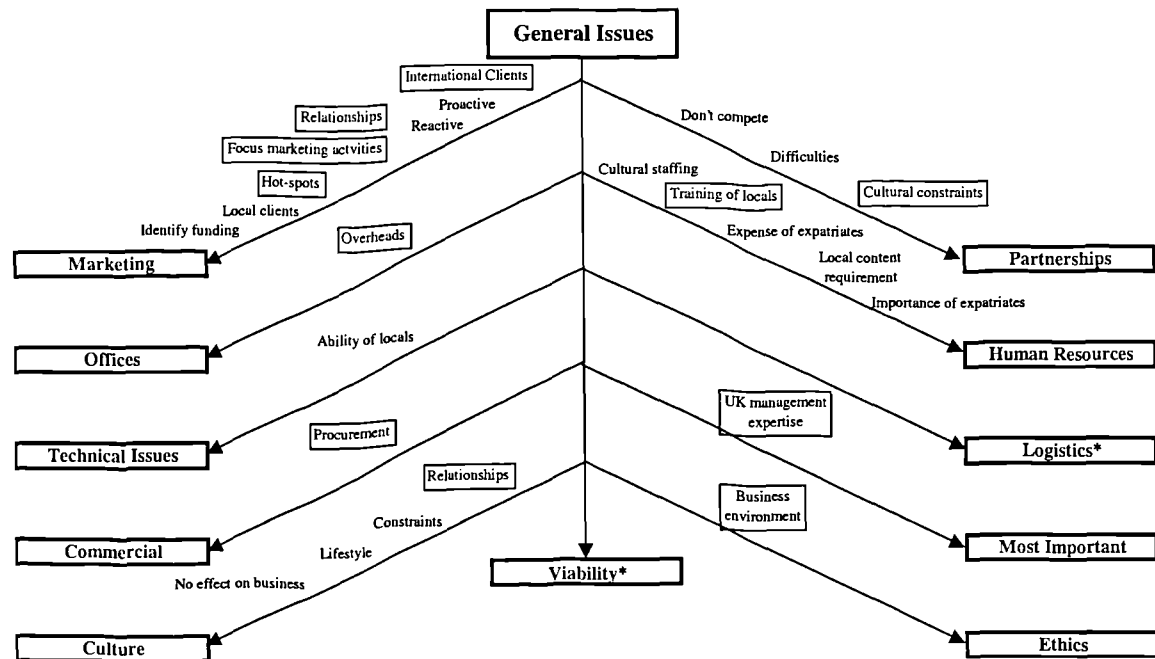 General Issues
International Clients
Proactive
Relationships
Reactive
Don't compete
Focus marketing actvities
Difficulties
Cultural staffing
Hot-spots
Training of locals
Cultural constraints
Local clients
Identify funding
Overheads
Expense of expatriates
Marketing
Local content
requirement
Partnerships
Importance of expatriates
Ability of locals
Offices
Human Resources
UK management
expertise
Procurement
Technical Issues
Logistics*
Relationships
Business
environment
Constraints
Commercial
Lifestyle
Most Important
No effect on business
Viability*
Culture
Ethics